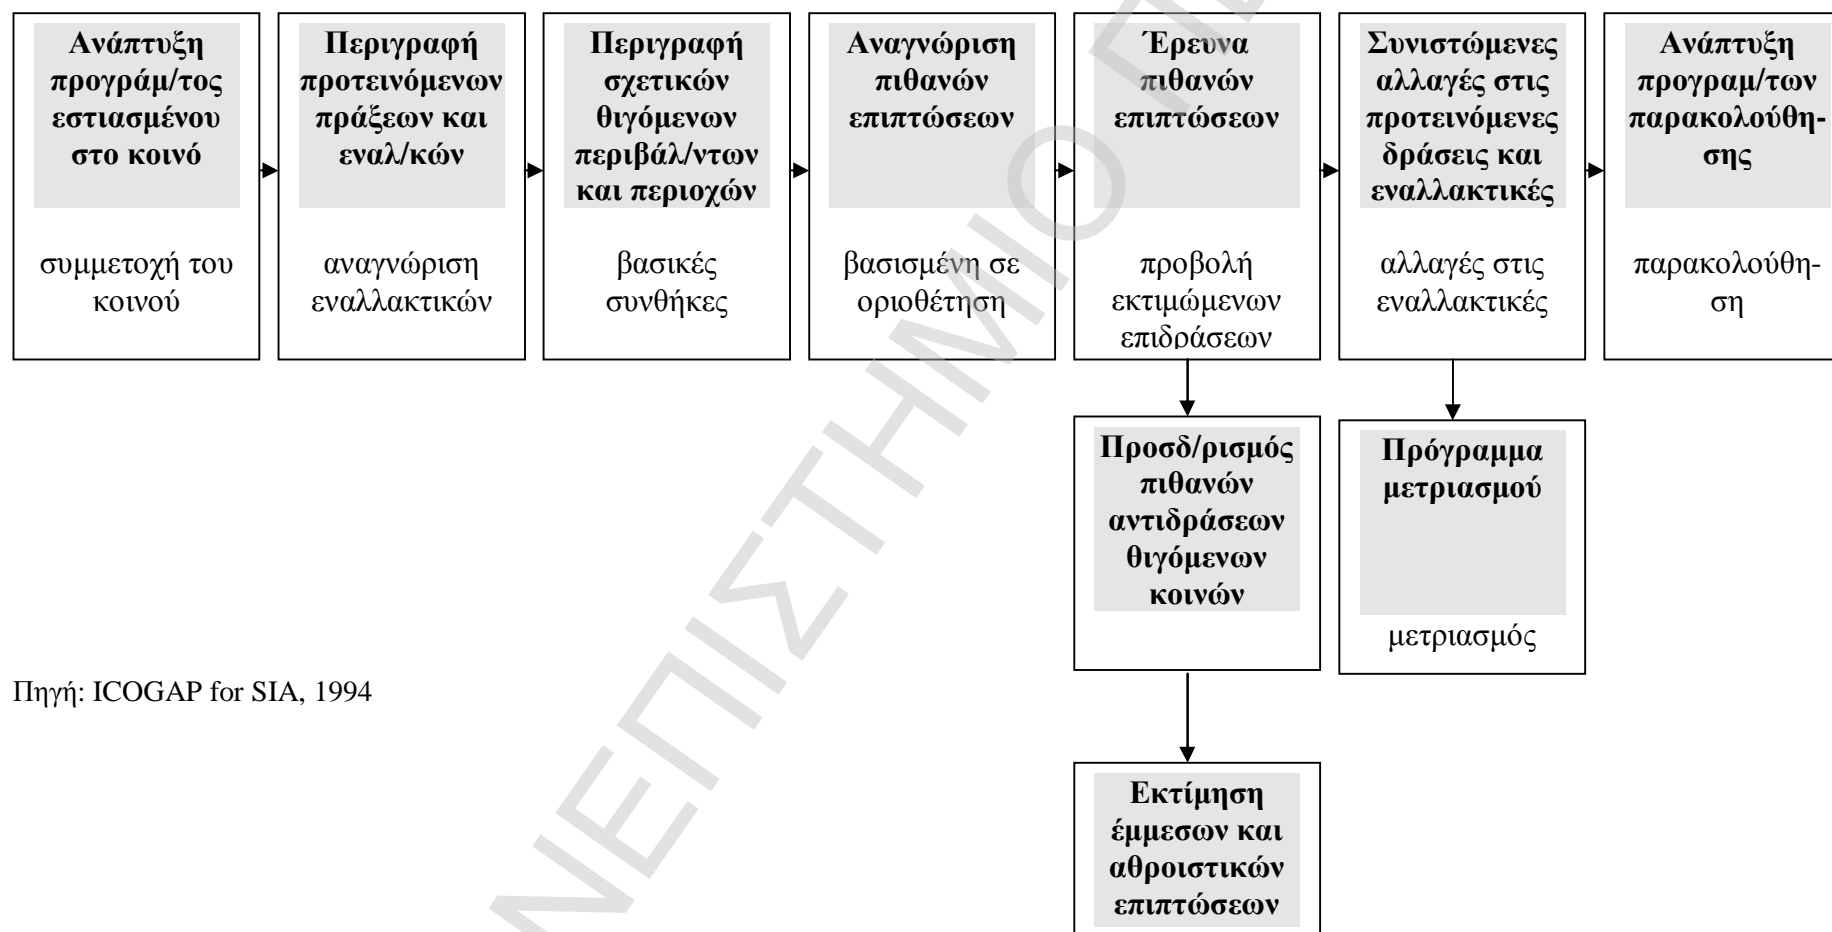 Ανάπτυξη
προγράμ/τος
εστιασμένου
στο κοινό
συμμετοχή του
κοινού
Περιγραφή
προτεινόμενων
πράξεων και
εναλ/κών
αναγνώριση
εναλλακτικών
Περιγραφή
σχετικών
θιγόμενων
περιβάλ/ντων
και περιοχών
βασικές
συνθήκες
Αναγνώριση
πιθανών
επιπτώσεων
βασισμένη σε
οριοθέτηση
Έρευνα
πιθανών
επιπτώσεων
προβολή
εκτιμώμενων
επιδράσεων
Συνιστώμενες
αλλαγές στις
προτεινόμενες
δράσεις και
εναλλακτικές
αλλαγές στις
εναλλακτικές
Ανάπτυξη
προγραμ/των
παρακολούθη-
σης
παρακολούθη-
ση
Προσδ/ρισμός
πιθανών
αντιδράσεων
θιγόμενων
κοινών
Πρόγραμμα
μετριασμού
μετριασμός
Εκτίμηση
έμμεσων και
αθροιστικών
επιπτώσεων
Πηγή: ICOGAP for SIA, 1994